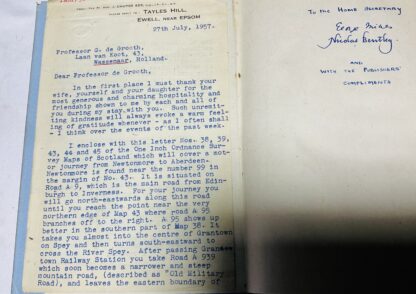 TAYLES HILL,
EWELL, NEAR EPSOM
27th July, 1957.
Professor G. de Grooth,
Laan van Koot, 43,
Wassenaar, Holland.
Dear Professor de Grooth,
In the first place I must thank your
wife, yourself and your daughter for the
most generous and charming hospitality and
friendship shown to me by each and all of
you during my stay with you. Such unremit-
ting kindness will always evoke a warm feel-
ing of gratitude whenever - as I often shall
- I think over the events of the past week.
I enclose with this letter Nos. 38, 39,
43, 44 and 45 of the One Inch Ordnance Sur-
vey Maps of Scotland which will cover a mot-
or journey from Newtonmore to Aberdeen.
Newtonmore is found near the number 99 in
the margin of No. 43. It is situated on
Road A 9, which is the main road from Edin-
burgh to Inverness. For your journey you
will go north-eastwards along this road
until you reach the point near the very
northern edge of Map 43 where road A 95
branches off to the right. A 95 shows up
better in the southern part of Map 38. It
takes you almost into the centre of Grantown
on Spey and then turns south-eastward to
cross the River Spey. After passing Grantown
town Railway Station you take Road A 939
which soon becomes a narrower and steep
mountain road, (described as "Old Military
Road), and leaves the eastern boundary of
TO THE HOME SECRETARY
Nicolas Bentley
AND
WITH THE PUBLISHERS'
COMPLIMENTS